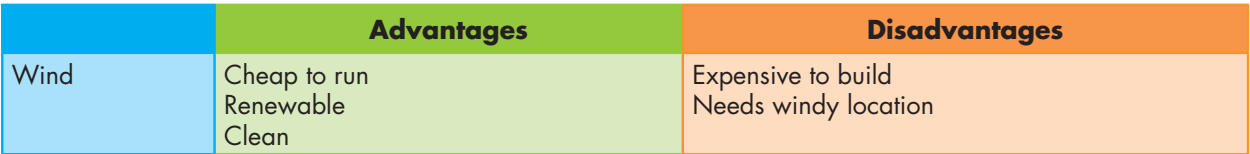 Advantages Disadvantages
Wind Cheap to run Expensive to build
Renewable Needs windy location
Clean